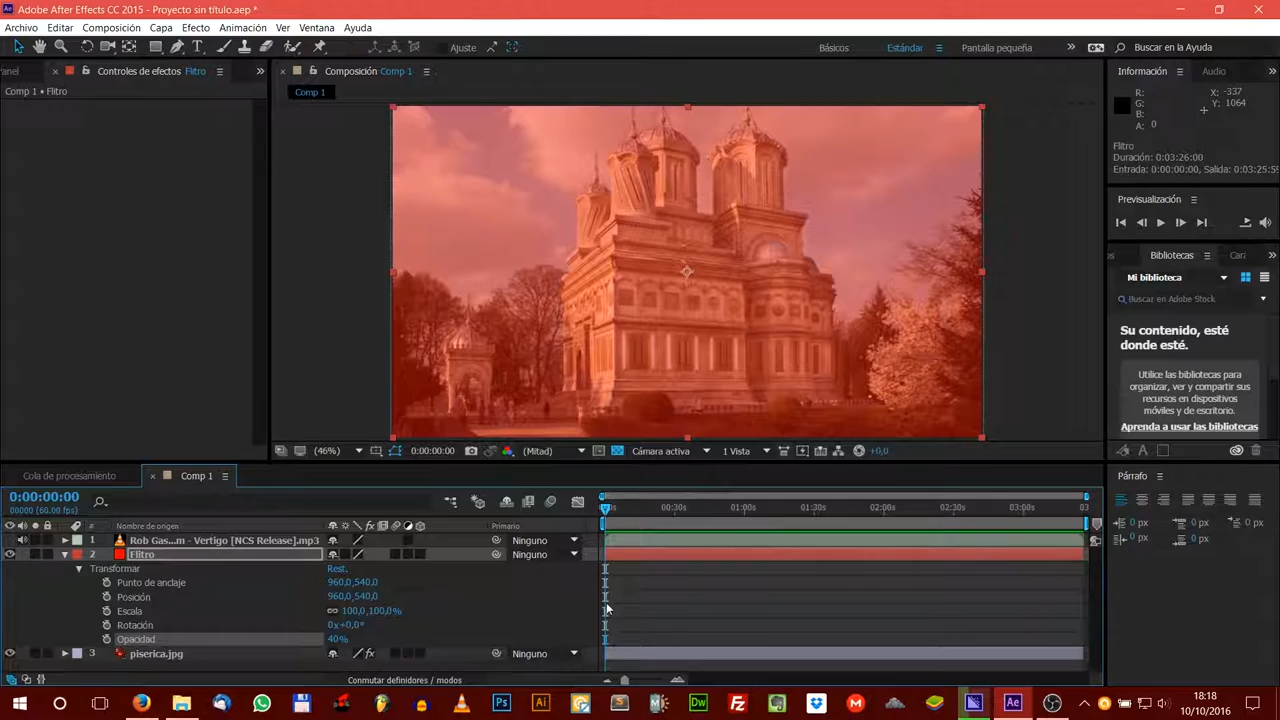 Adobe After Effects CC 2015 - Proyecto sin título.aep *
Archivo Editar Composición Capa Efecto Animación Ver Ventana Ayuda
Ajuste Básicos Estándar Pantalla pequeña Buscar en la Ayuda
anel Controles de efectos Flitro
Composición Comp 1
Información Audio
Comp 1 • Flitro
Comp 1
R: X: -337
G: Y: 1064
B:
A: 0
Flitro
Duración: 0:03:26:00
Entrada: 0:00:00:00, Salida: 0:03:25:5
Previsualización
Bibliotecas Cari
Mi biblioteca
Buscar en Adobe Stock
Su contenido, esté
donde esté.
Utilice las bibliotecas para
organizar, ver y compartir sus
recursos en dispositivos
móviles y de escritorio.
Aprenda a usar las bibliotecas
(46%) 0:00:00:00 (Mitad) Cámara activa 1 Vista +0,0
Cola de procesamiento Comp 1
Párrafo
0:00:00:00
00000 (60.00 fps)
00s 00:30s 01:00s 01:30s 02:00s 02:30s 03:00s 03
# Nombre de origen Primario
1 Rob Gas...m - Vertigo [NCS Release].mp3 Ninguno
2 Flitro Ninguno
Transformar Rest.
Punto de anclaje 960,0,540,0
Posición 960,0,540,0
Escala 100,0,100,0%
Rotación 0x+0,0°
Opacidad 40%
3 piserica.jpg Ninguno
Conmutar definidores / modos
0 px 0 px 0 px
0 px 0 px
18:18
10/10/2016